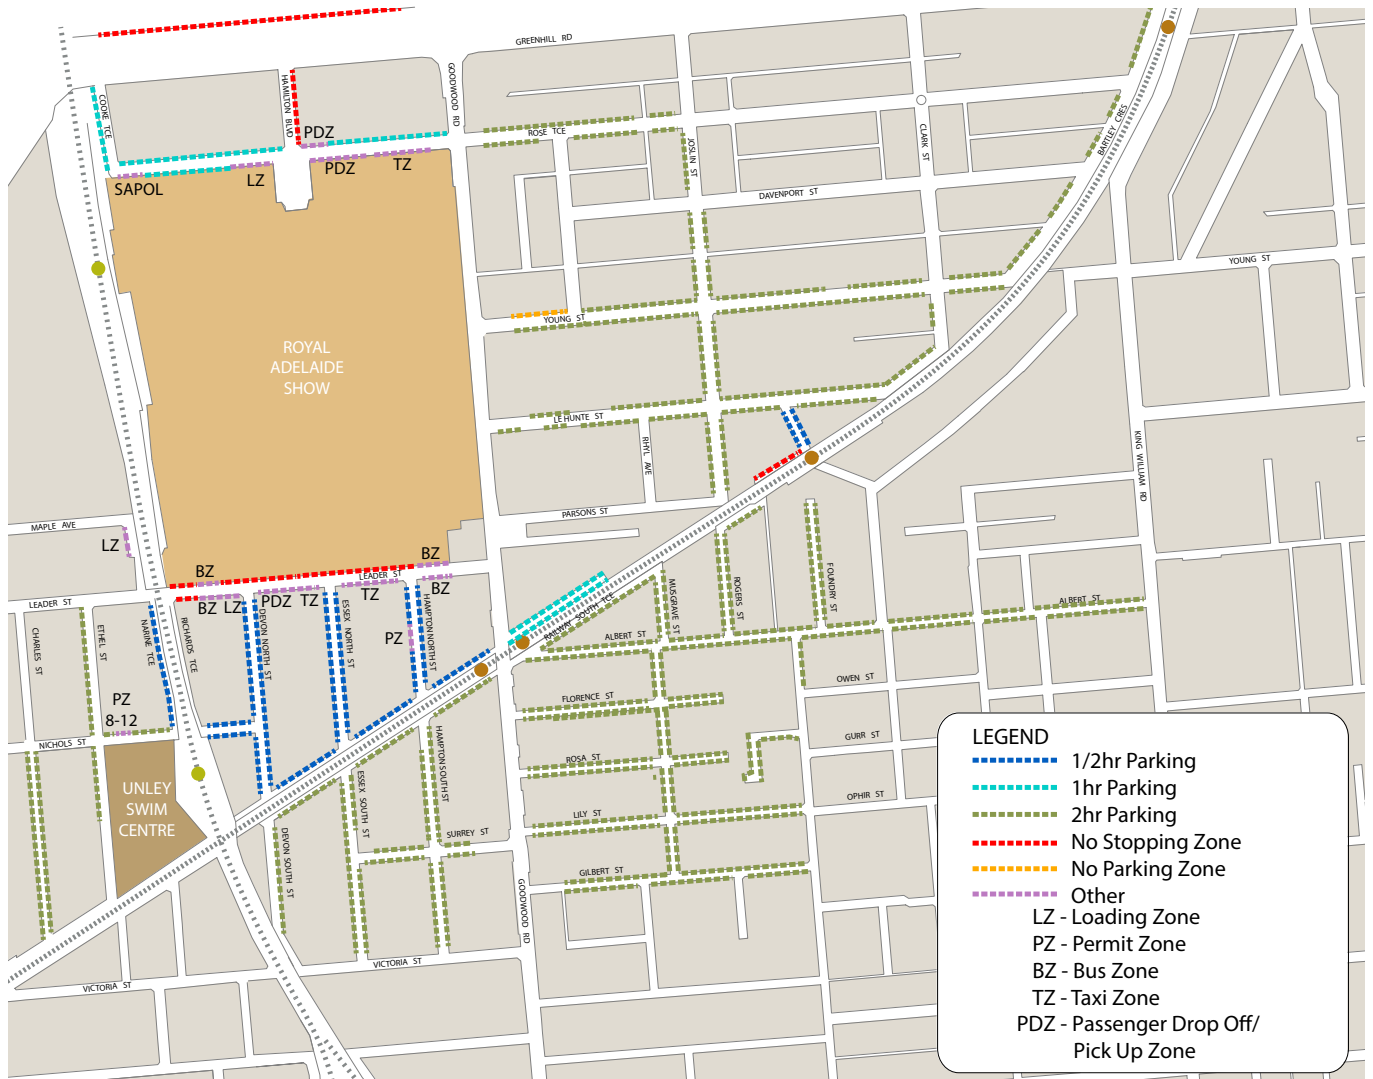 GREENHILL RD
HAMILTON BLVD
GOODWOOD RD
COOKE TCE
PDZ
ROSE TCE
JOSLIN ST
CLARK ST
BARTLEY CRES
SAPOL
LZ
PDZ
TZ
DAVENPORT ST
YOUNG ST
YOUNG ST
ROYAL
ADELAIDE
SHOW
LE HUNTE ST
RHYL AVE
KING WILLIAM RD
PARSONS ST
MAPLE AVE
LZ
BZ
BZ
LEADER ST
BZ
LZ
PDZ
TZ
TZ
BZ
LEADER ST
CHARLES ST
ETHEL ST
NARINE TCE
RICHARDS TCE
DEVON NORTH ST
ESSEX NORTH ST
HAMPTON NORTH ST
PZ
RAILWAY SOUTH TCE
MUSGRAVE ST
ROGERS ST
FOUNDRY ST
ALBERT ST
ALBERT ST
OWEN ST
PZ
8-12
NICHOLS ST
FLORENCE ST
GURR ST
HAMPTON SOUTH ST
ROSA ST
ESSEX SOUTH ST
OPHIR ST
UNLEY
SWIM
CENTRE
LILY ST
SURREY ST
DEVON SOUTH ST
GILBERT ST
GOODWOOD RD
VICTORIA ST
VICTORIA ST
LEGEND
1/2hr Parking
1hr Parking
2hr Parking
No Stopping Zone
No Parking Zone
Other
LZ - Loading Zone
PZ - Permit Zone
BZ - Bus Zone
TZ - Taxi Zone
PDZ - Passenger Drop Off/
Pick Up Zone